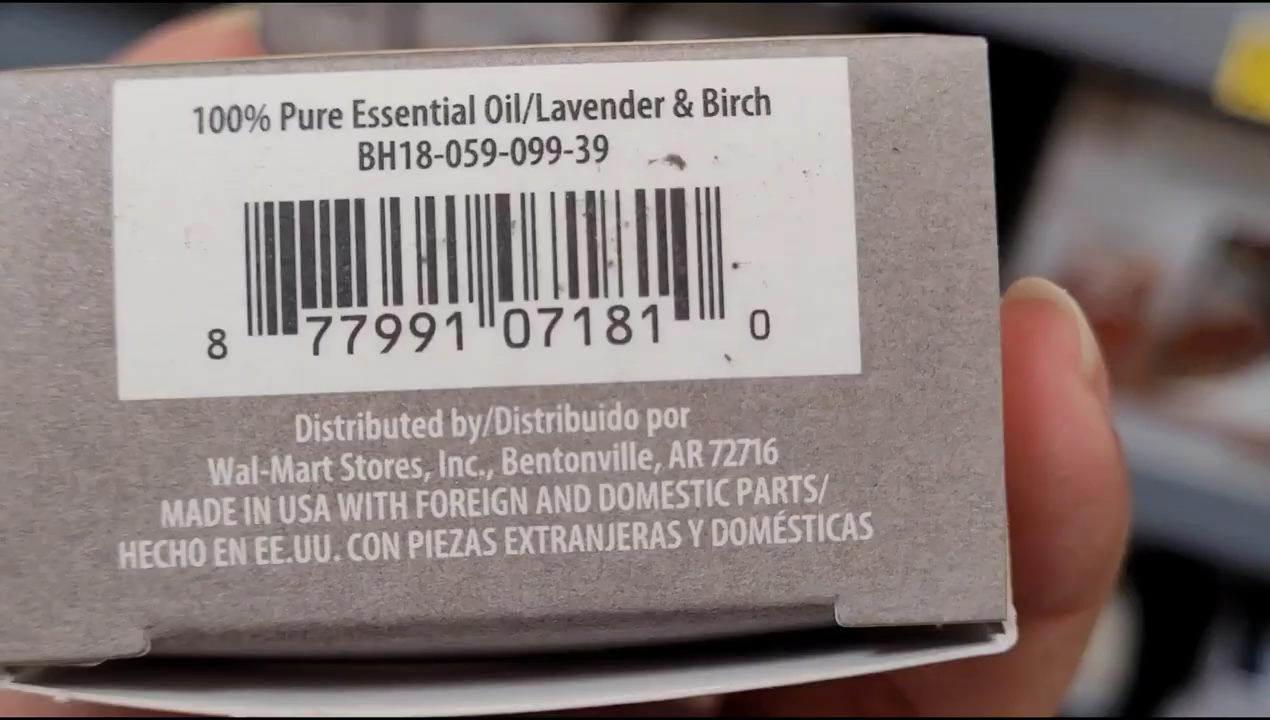 100% Pure Essential Oil/Lavender & Birch
BH18-059-099-39
8 77991 07181 0
Distributed by/Distribuido por
Wal-Mart Stores, Inc., Bentonville, AR 72716
MADE IN USA WITH FOREIGN AND DOMESTIC PARTS/
HECHO EN EE.UU. CON PIEZAS EXTRANJERAS Y DOMÉSTICAS